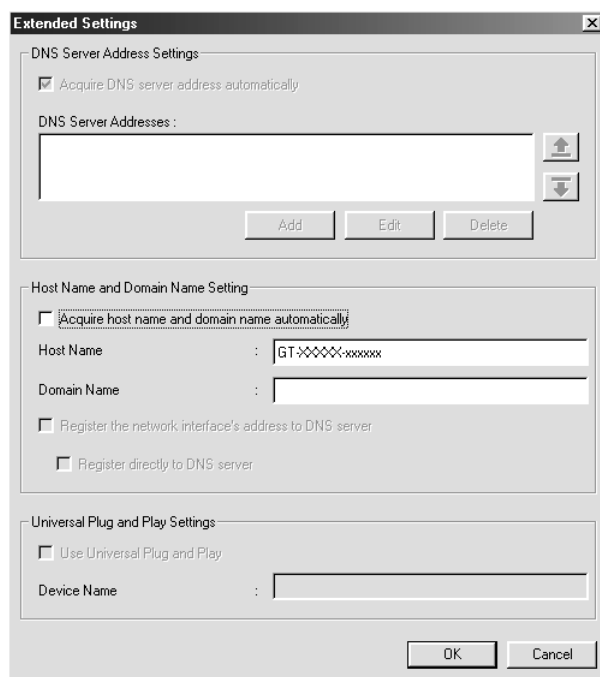 Extended Settings
DNS Server Address Settings
Acquire DNS server address automatically
DNS Server Addresses :
Add Edit Delete
Host Name and Domain Name Setting
Acquire host name and domain name automatically
Host Name : GT-XXXXX-xxxxxx
Domain Name :
Register the network interface's address to DNS server
Register directly to DNS server
Universal Plug and Play Settings
Use Universal Plug and Play
Device Name :
OK Cancel